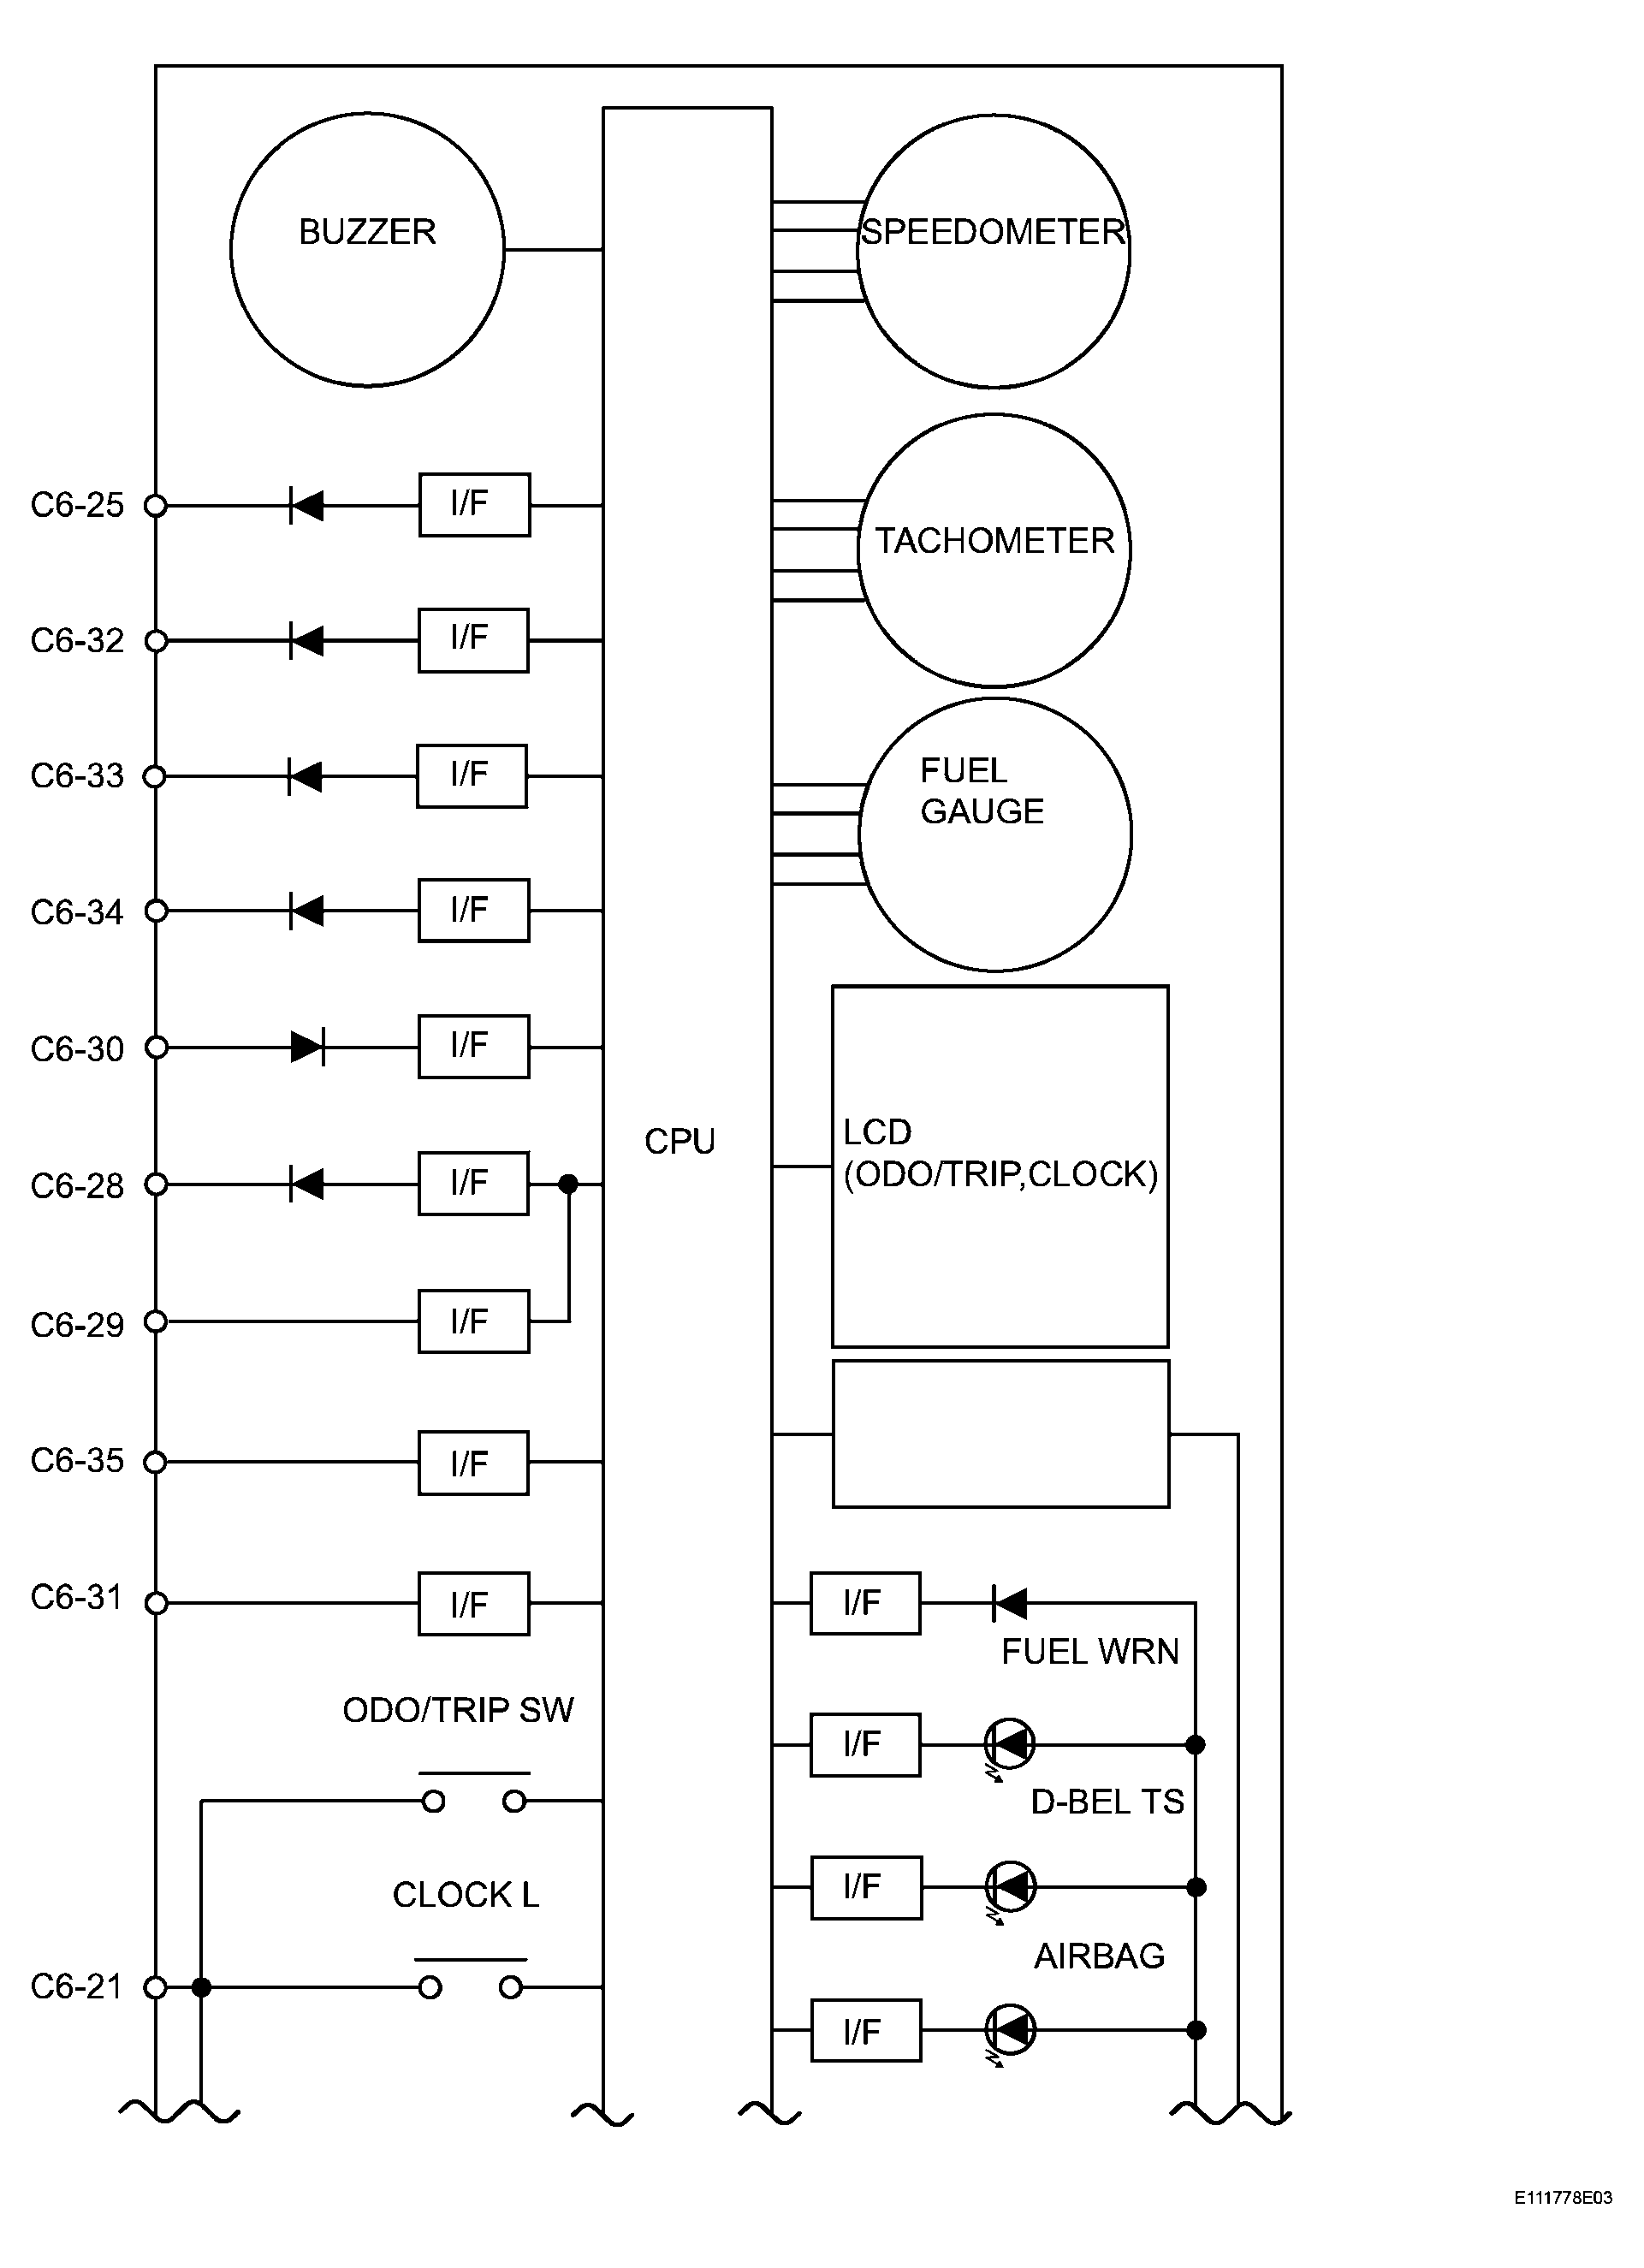 BUZZER
SPEEDOMETER
C6-25
I/F
TACHOMETER
C6-32
I/F
C6-33
I/F
FUEL
GAUGE
C6-34
I/F
C6-30
I/F
CPU
LCD
(ODO/TRIP,CLOCK)
C6-28
I/F
C6-29
I/F
C6-35
I/F
C6-31
I/F
I/F
FUEL WRN
ODO/TRIP SW
I/F
D-BEL TS
CLOCK L
I/F
AIRBAG
C6-21
I/F
E111778E03